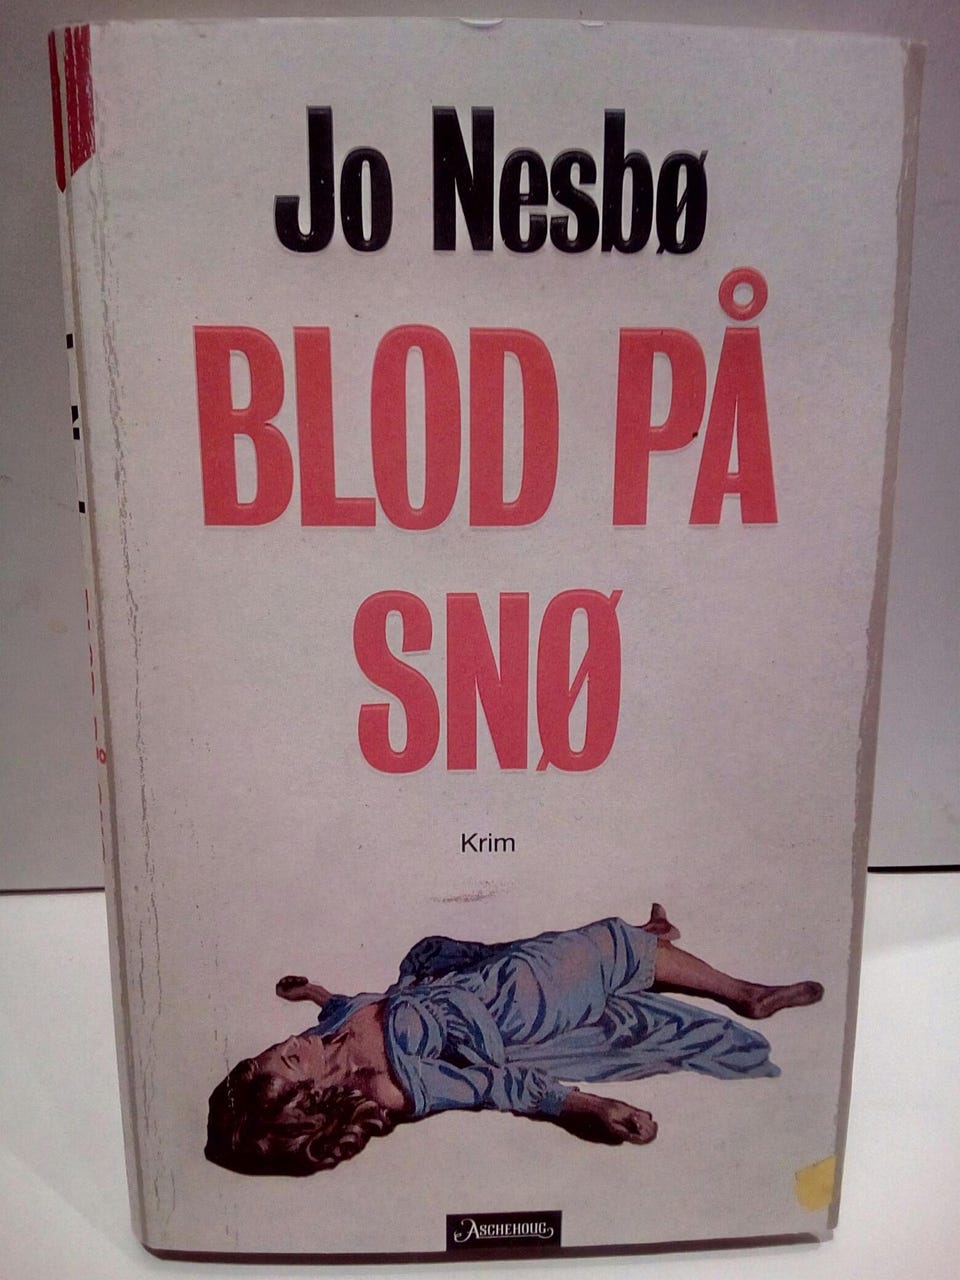 Jo Nesbø
BLOD PÅ
SNØ
Krim
ASCHEHOUG